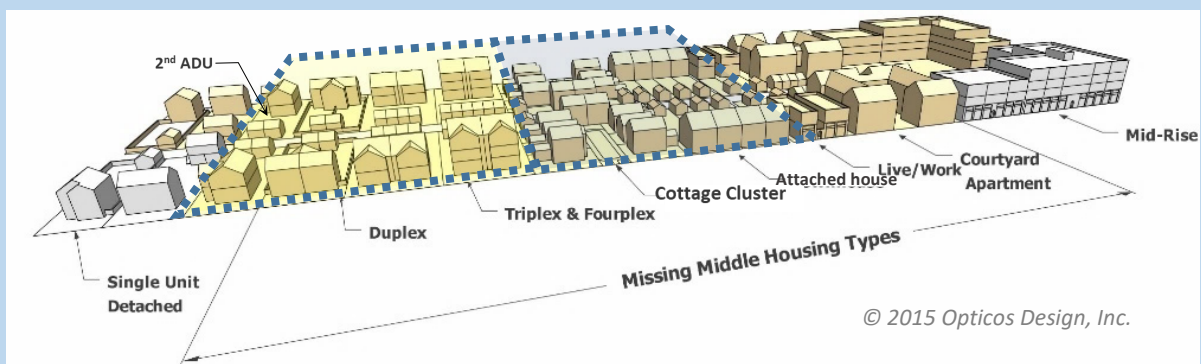 2nd ADU
Single Unit
Detached
Duplex
Triplex & Fourplex
Cottage Cluster
Attached house
Live/Work
Courtyard
Apartment
Mid-Rise
Missing Middle Housing Types
© 2015 Opticos Design, Inc.